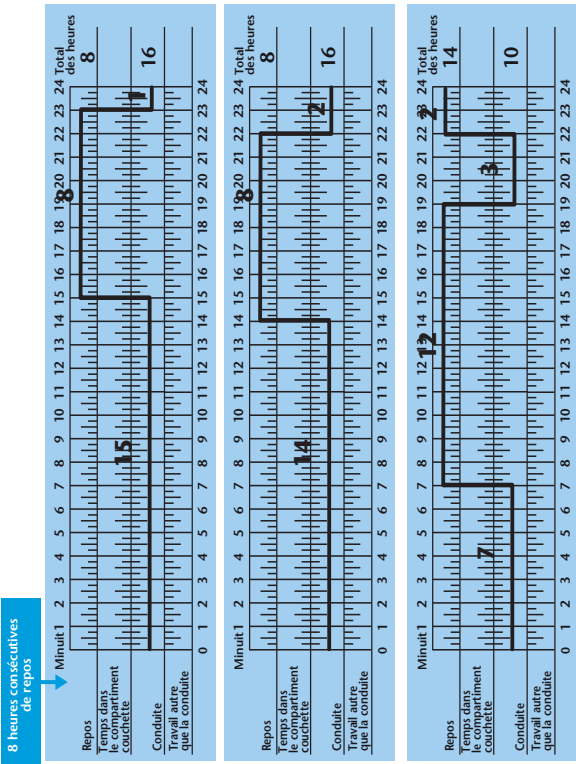 8 heures consécutives
de repos
Minuit 1 2 3 4 5 6 7 8 9 10 11 12 13 14 15 16 17 18 19 20 21 22 23 24 Total
des heures
8
Repos 8
Temps dans
le compartiment
couchette
15 1
Conduite 16
Travail autre
que la conduite
0 1 2 3 4 5 6 7 8 9 10 11 12 13 14 15 16 17 18 19 20 21 22 23 24
Minuit 1 2 3 4 5 6 7 8 9 10 11 12 13 14 15 16 17 18 19 20 21 22 23 24 Total
des heures
8
Repos 8
Temps dans
le compartiment
couchette
14 2
Conduite 16
Travail autre
que la conduite
0 1 2 3 4 5 6 7 8 9 10 11 12 13 14 15 16 17 18 19 20 21 22 23 24
Minuit 1 2 3 4 5 6 7 8 9 10 11 12 13 14 15 16 17 18 19 20 21 22 23 24 Total
des heures
12 2
Repos 14
Temps dans
le compartiment
couchette
7 3
Conduite 10
Travail autre
que la conduite
0 1 2 3 4 5 6 7 8 9 10 11 12 13 14 15 16 17 18 19 20 21 22 23 24